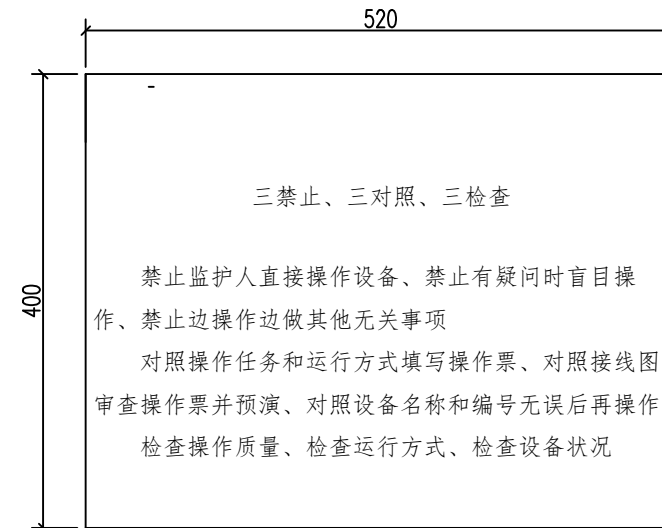 520
400
三禁止、三对照、三检查
禁止监护人直接操作设备、禁止有疑问时盲目操
作、禁止边操作边做其他无关事项
对照操作任务和运行方式填写操作票、对照接线图
审查操作票并预演、对照设备名称和编号无误后再操作
检查操作质量、检查运行方式、检查设备状况